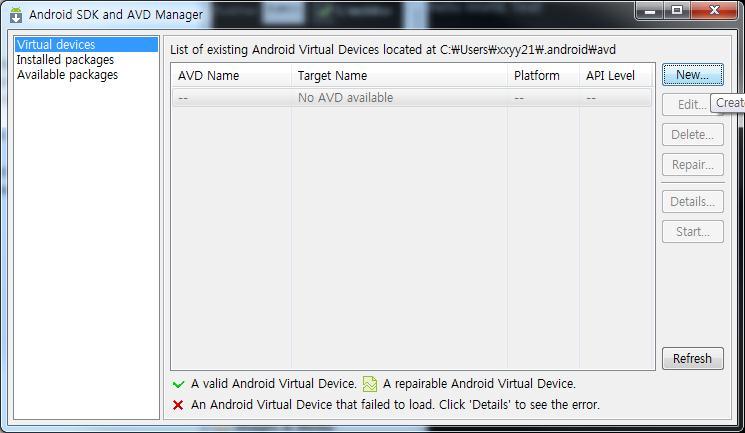 Android SDK and AVD Manager
Virtual devices
Installed packages
Available packages
List of existing Android Virtual Devices located at C:₩Users₩xxyy21₩.android₩avd
AVD Name Target Name Platform API Level
-- No AVD available -- --
New...
Edit...
Create
Delete...
Repair...
Details...
Start...
Refresh
A valid Android Virtual Device. A repairable Android Virtual Device.
An Android Virtual Device that failed to load. Click 'Details' to see the error.